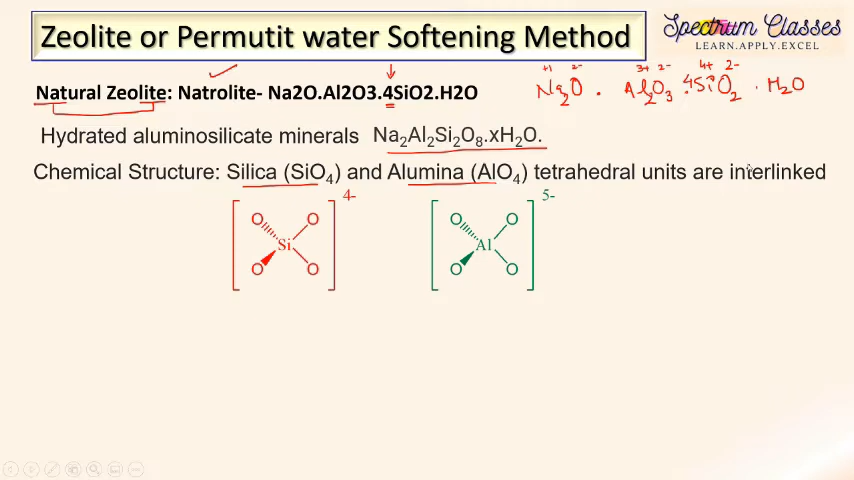 Zeolite or Permutit water Softening Method
Spectrum Classes
LEARN.APPLY.EXCEL
Natural Zeolite: Natrolite- Na2O.Al2O3.4SiO2.H2O
+1 2- 3+ 2- 4+ 2-
Na₂O . Al₂O₃ . 4SiO₂ . H₂O
Hydrated aluminosilicate minerals Na₂Al₂Si₂O₈.xH₂O.
Chemical Structure: Silica (SiO₄) and Alumina (AlO₄) tetrahedral units are interlinked
4- 5-
O O O O
Si Al
O O O O